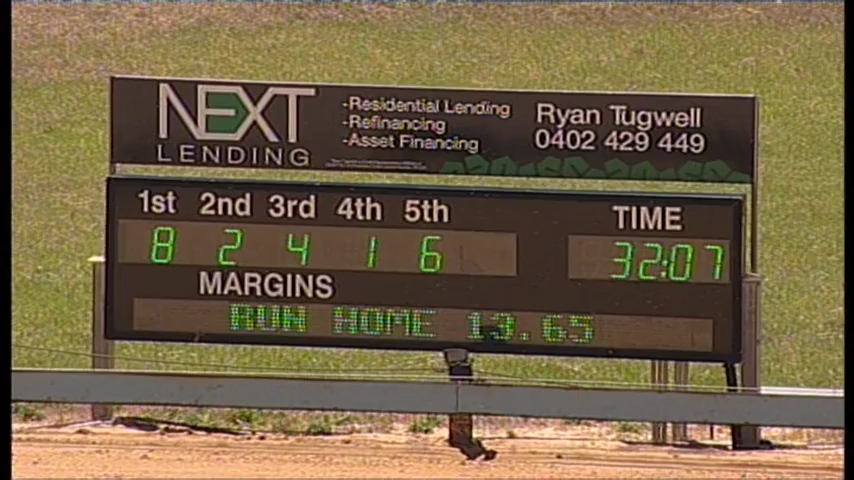 NEXT
LENDING
-Residential Lending
-Refinancing
-Asset Financing
Ryan Tugwell
0402 429 449
1st 2nd 3rd 4th 5th
TIME
8 2 4 1 6
32:07
MARGINS
RUN HOME 13.65